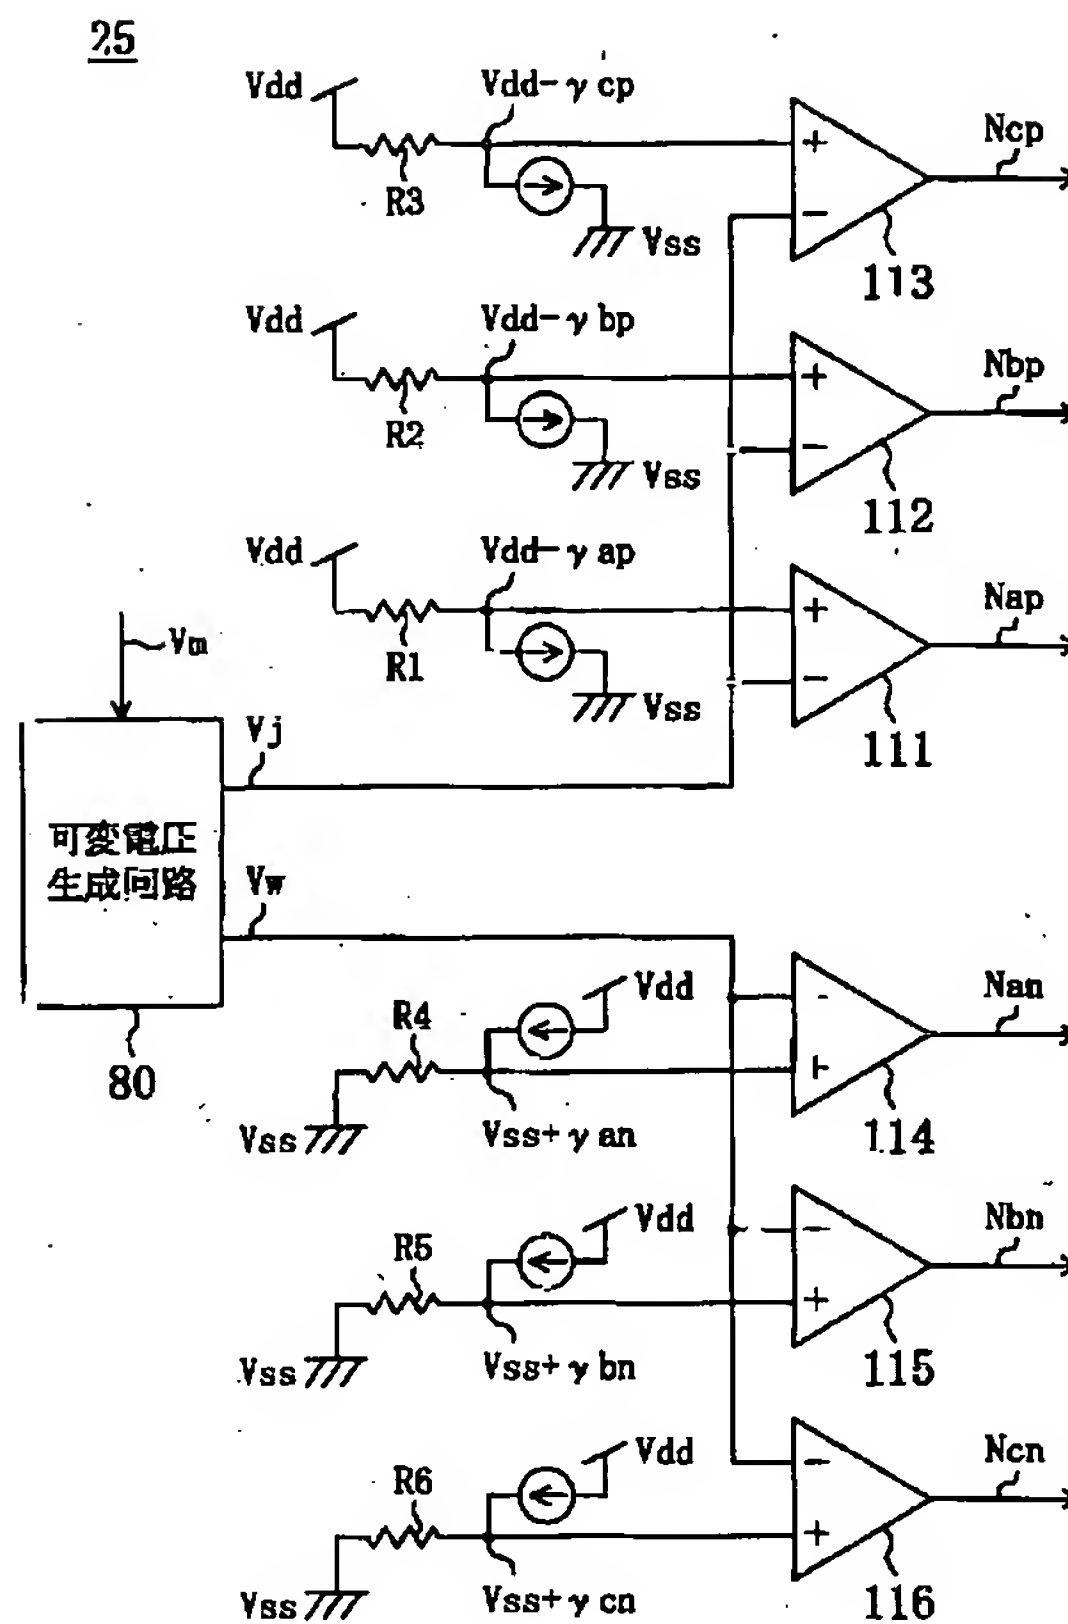 25
Vdd
Vdd-γcp
Ncp
+
R3
−
Vss
113
Vdd
Vdd-γbp
Nbp
+
R2
−
Vss
112
Vdd
Vdd-γap
Nap
+
R1
−
Vss
111
Vm
Vj
可変電圧
生成回路
Vw
80
Vdd
Nan
R4
-
+
Vss
Vss+γan
114
Vdd
Nbn
R5
−
+
Vss
Vss+γbn
115
Vdd
Ncn
R6
−
+
Vss
Vss+γcn
116